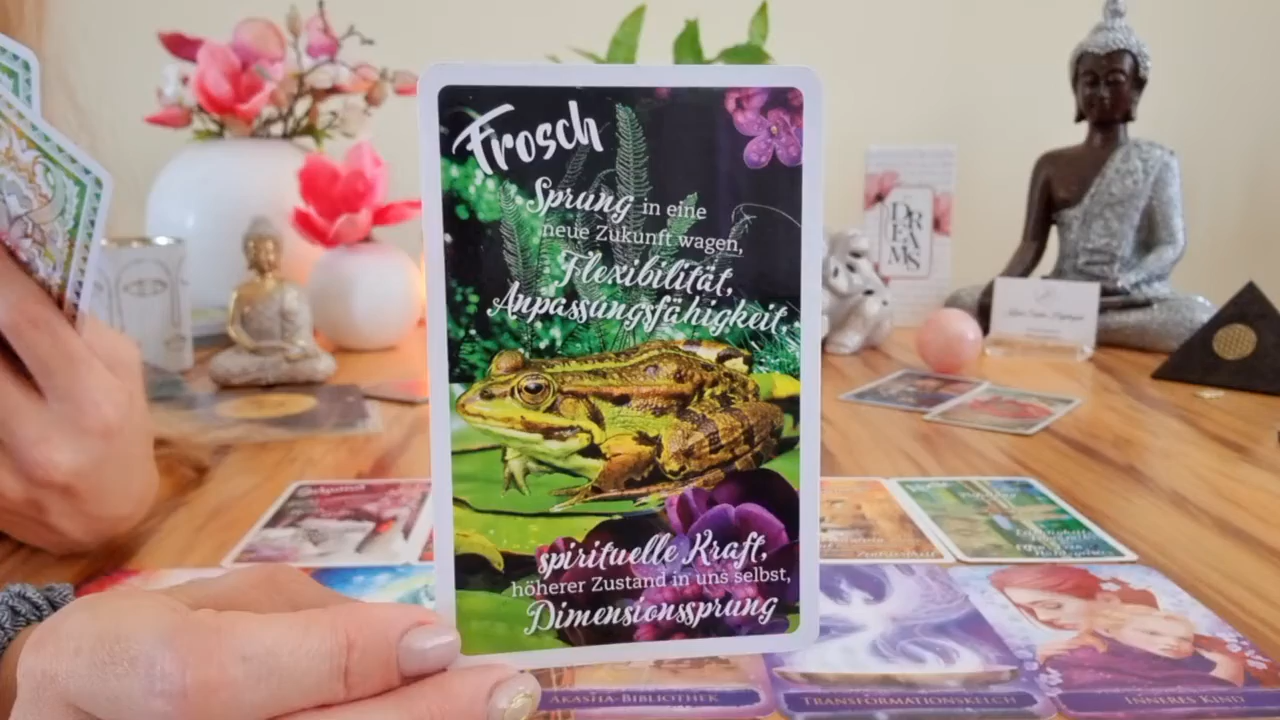 Frosch
Sprung in eine
neue Zukunft wagen,
Flexibilität,
Anpassungsfähigkeit,
spirituelle Kraft,
höherer Zustand in uns selbst,
Dimensionssprung
DREAMS
AKASHA-BIBLIOTHEK
TRANSFORMATIONSKELCH
INNERES KIND